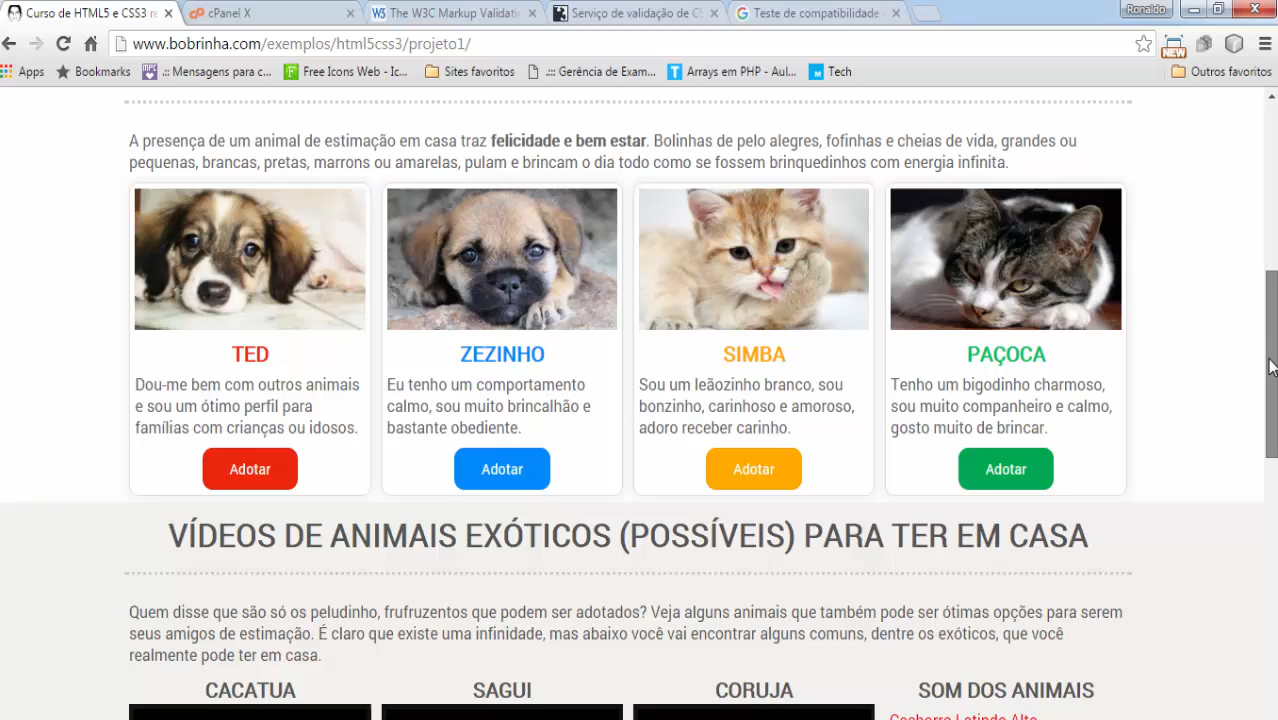 Curso de HTML5 e CSS3 re
cPanel X
The W3C Markup Validati
Serviço de validação de CS
Teste de compatibilidade
Ronaldo
www.bobrinha.com/exemplos/html5css3/projeto1/
NEW
Apps
Bookmarks
.:: Mensagens para c...
Free Icons Web - Ic...
Sites favoritos
.:::. Gerência de Exam...
Arrays em PHP - Aul...
Tech
Outros favoritos
A presença de um animal de estimação em casa traz felicidade e bem estar. Bolinhas de pelo alegres, fofinhas e cheias de vida, grandes ou
pequenas, brancas, pretas, marrons ou amarelas, pulam e brincam o dia todo como se fossem brinquedinhos com energia infinita.
TED
Dou-me bem com outros animais
e sou um ótimo perfil para
famílias com crianças ou idosos.
Adotar
ZEZINHO
Eu tenho um comportamento
calmo, sou muito brincalhão e
bastante obediente.
Adotar
SIMBA
Sou um leãozinho branco, sou
bonzinho, carinhoso e amoroso,
adoro receber carinho.
Adotar
PAÇOCA
Tenho um bigodinho charmoso,
sou muito companheiro e calmo,
gosto muito de brincar.
Adotar
VÍDEOS DE ANIMAIS EXÓTICOS (POSSÍVEIS) PARA TER EM CASA
Quem disse que são só os peludinho, frufruzentos que podem ser adotados? Veja alguns animais que também pode ser ótimas opções para serem
seus amigos de estimação. É claro que existe uma infinidade, mas abaixo você vai encontrar alguns comuns, dentre os exóticos, que você
realmente pode ter em casa.
CACATUA
SAGUI
CORUJA
SOM DOS ANIMAIS
Cachorro Latindo Alto